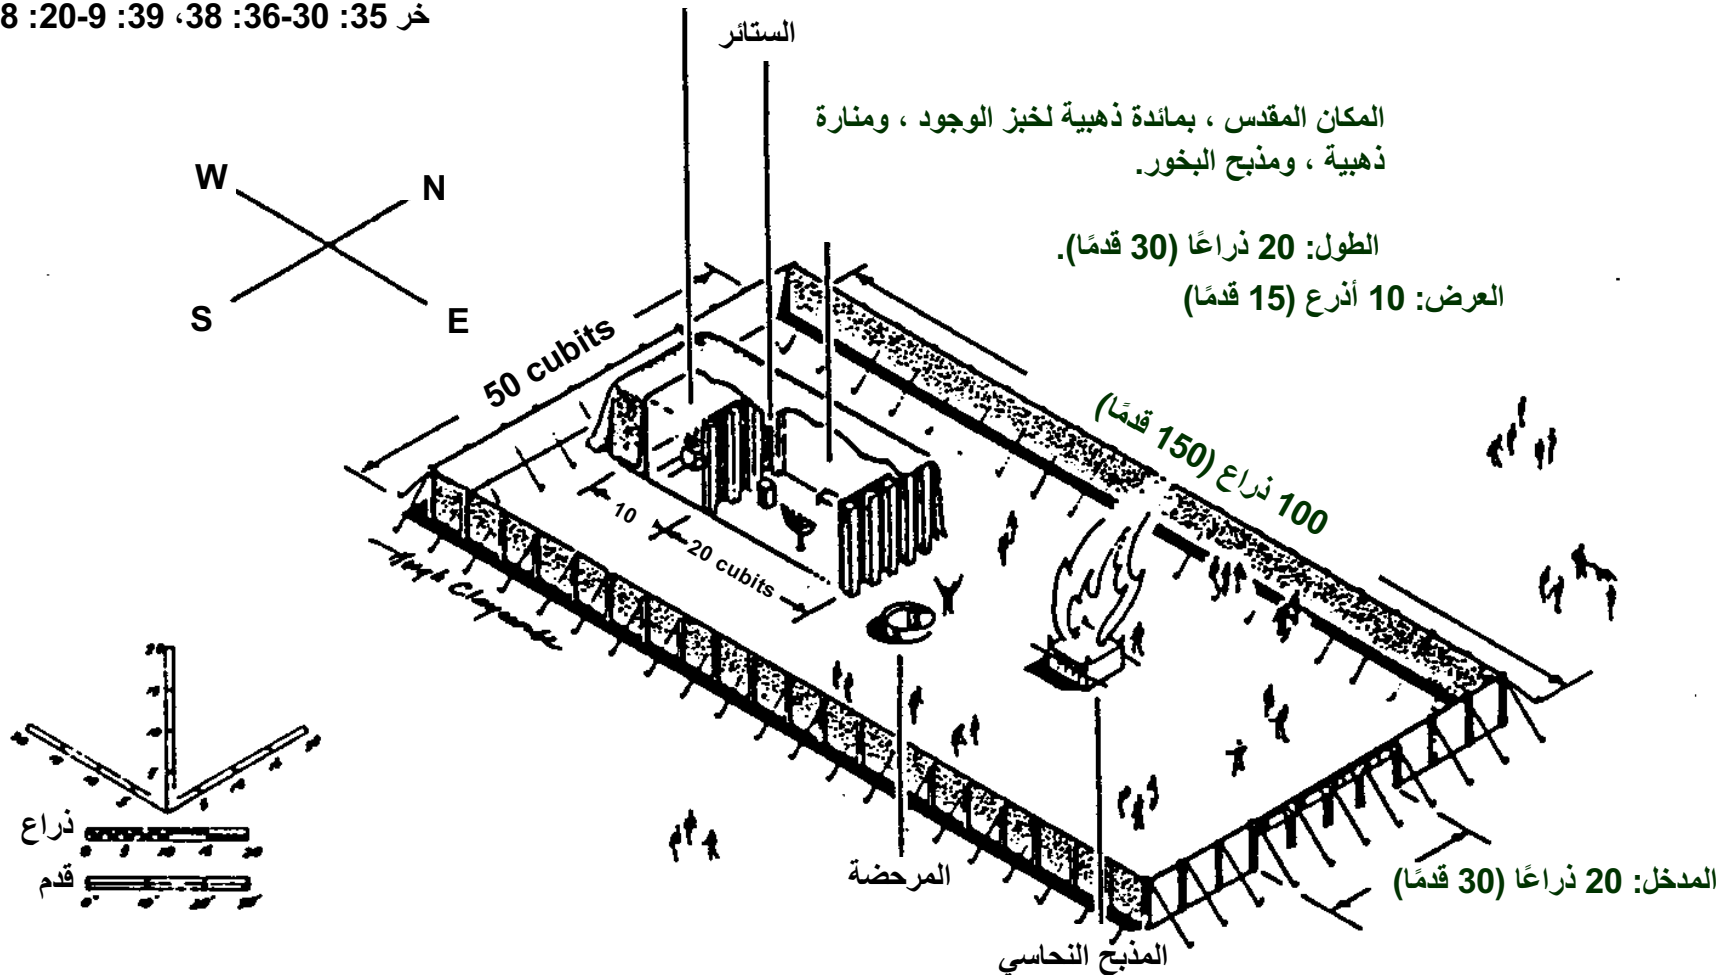 خر 35: 30-36: 38، 39: 9-20: 8
الستائر
المكان المقدس ، بمائدة ذهبية لخبز الوجود ، ومنارة
ذهبية ، ومذبح البخور.
الطول: 20 ذراعًا (30 قدمًا).
العرض: 10 أذرع (15 قدمًا)
W
N
S
E
50 cubits
100 ذراع (150 قدمًا)
10
20 cubits
ذراع
قدم
المرحضة
المدخل: 20 ذراعًا (30 قدمًا)
المذبح النحاسي